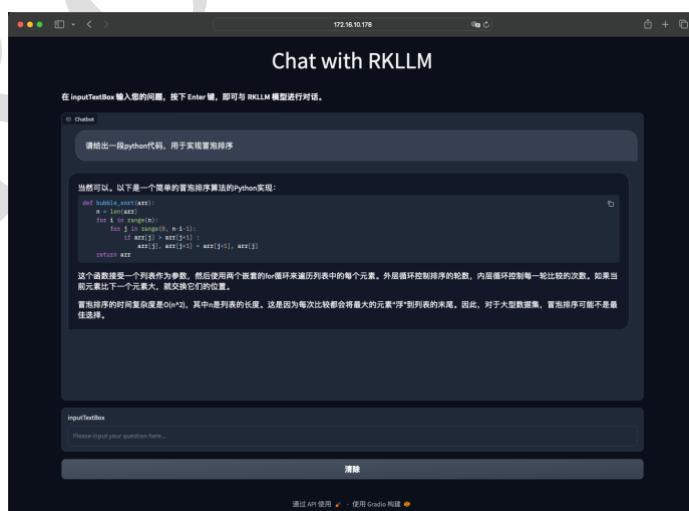 172.16.10.178
Chat with RKLLM
在 inputTextBox 输入您的问题，按下 Enter 键，即可与 RKLLM 模型进行对话。
Chatbot
请给出一段python代码，用于实现冒泡排序
当然可以。以下是一个简单的冒泡排序算法的Python实现：
def bubble_sort(arr):
    n = len(arr)
    for i in range(n):
        for j in range(0, n-i-1):
            if arr[j] > arr[j+1] :
                arr[j], arr[j+1] = arr[j+1], arr[j]
    return arr
这个函数接受一个列表作为参数，然后使用两个嵌套的for循环来遍历列表中的每个元素。外层循环控制排序的轮数，内层循环控制每一轮比较的次数。如果当
前元素比下一个元素大，就交换它们的位置。
冒泡排序的时间复杂度是O(n^2)，其中n是列表的长度。这是因为每次比较都会将最大的元素“浮”到列表的末尾。因此，对于大型数据集，冒泡排序可能不是最
佳选择。
inputTextBox
Please input your question here...
清除
通过 API 使用 · 使用 Gradio 构建